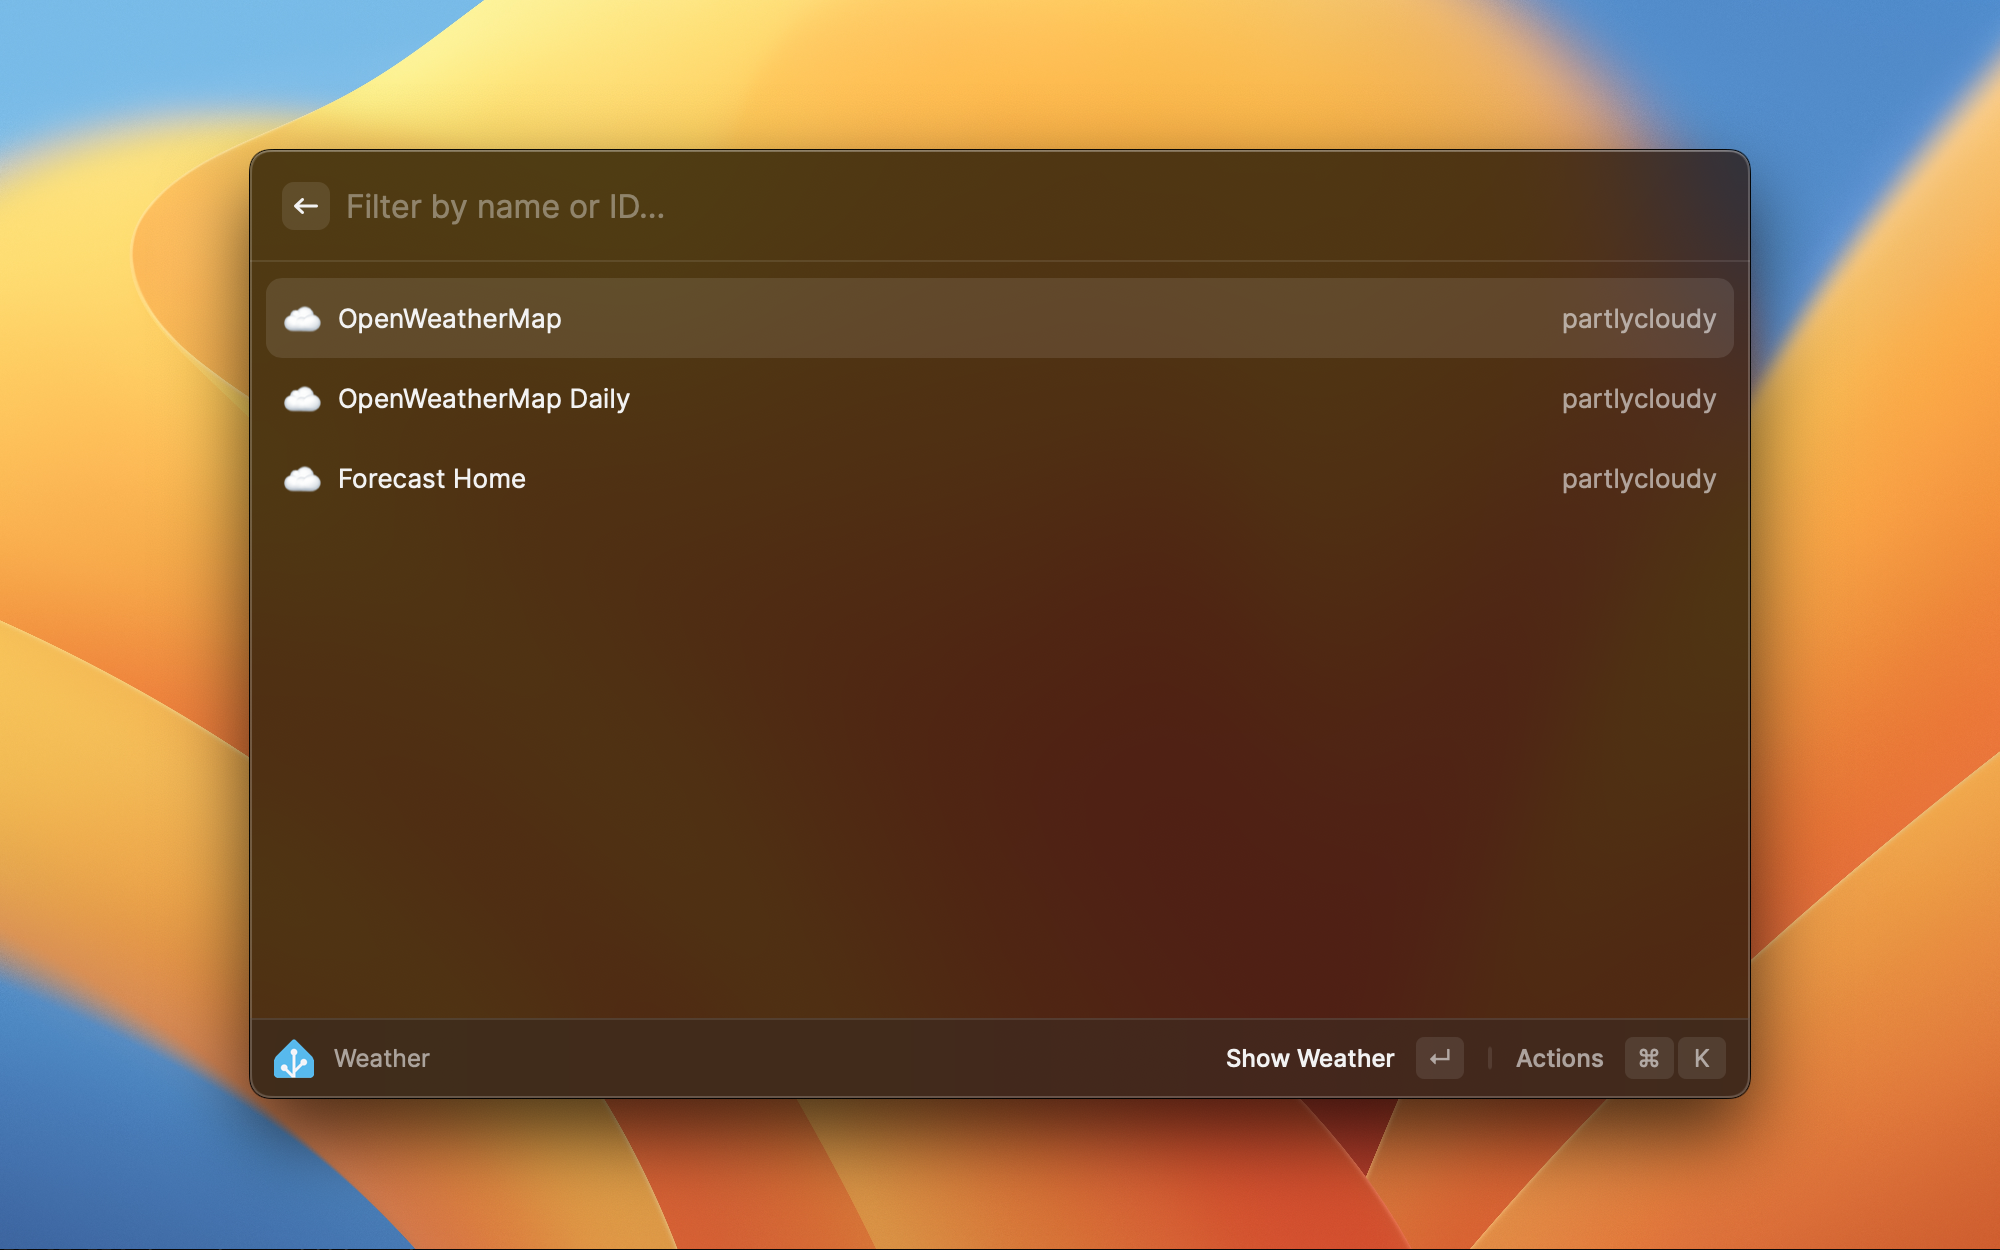 Filter by name or ID...
OpenWeatherMap partlycloudy
OpenWeatherMap Daily partlycloudy
Forecast Home partlycloudy
Weather Show Weather ↵ Actions ⌘ K